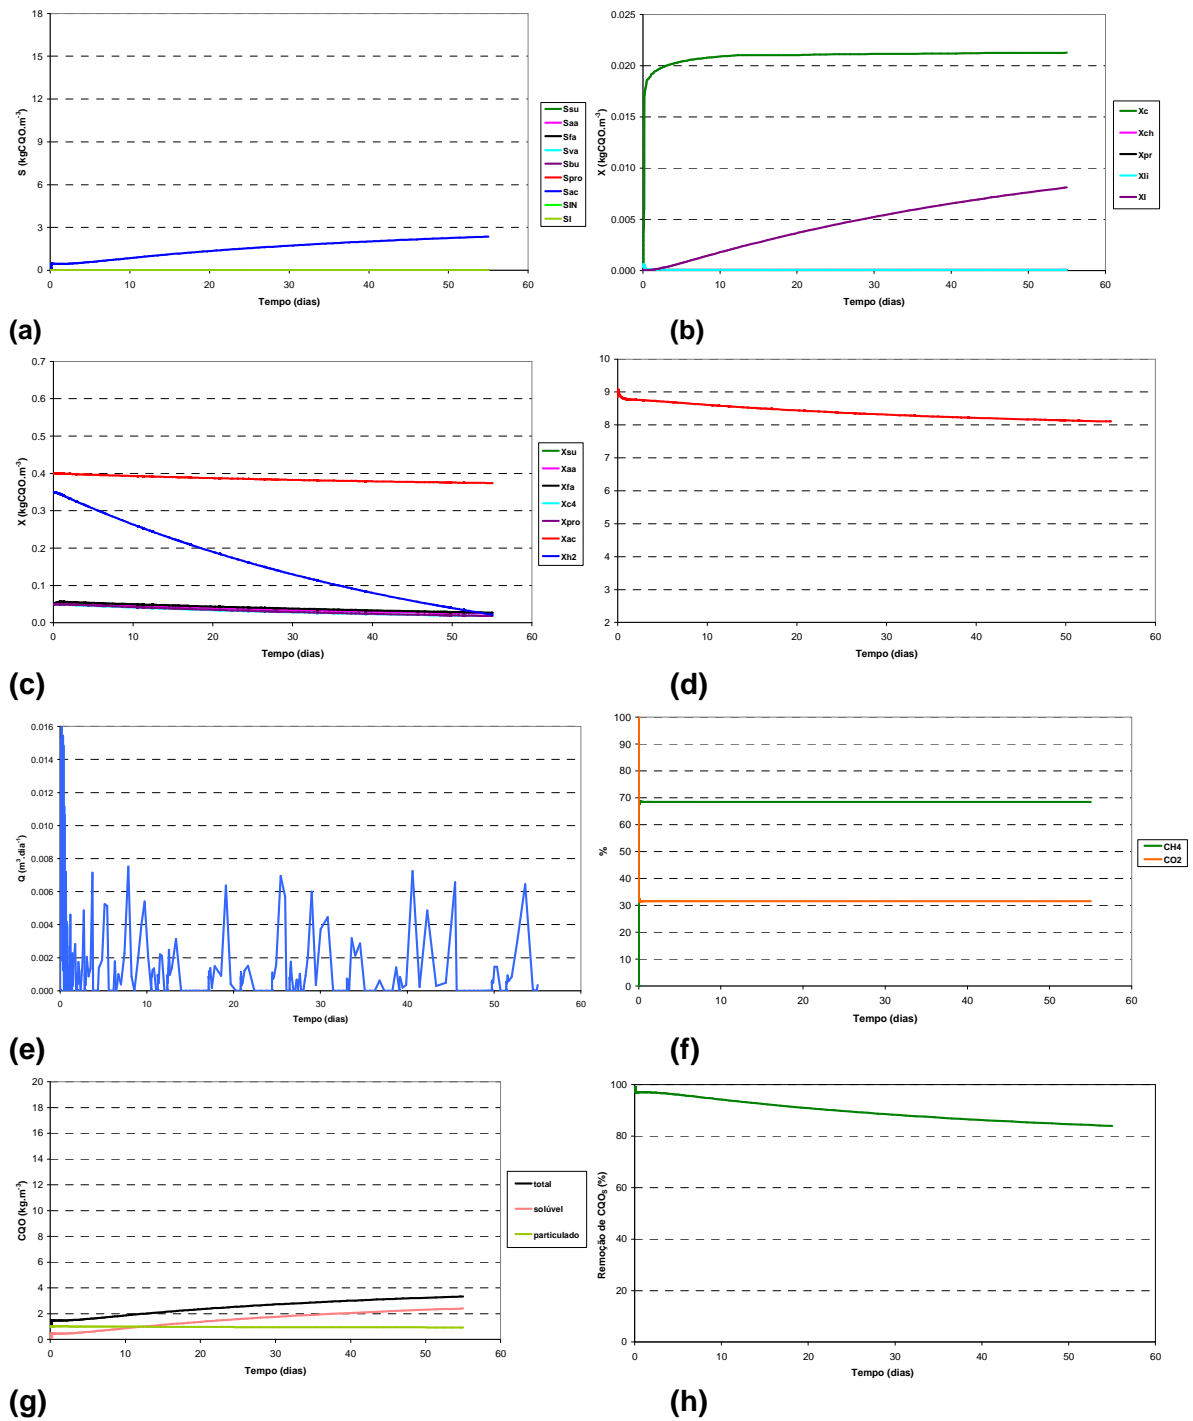 18
15
12
9
6
3
0
S (kgCQO.m-3)
0 10 20 30 40 50 60
Tempo (dias)
Ssu
Saa
Sfa
Sva
Sbu
Spro
Sac
SIN
SI
(a)
0.025
0.020
0.015
0.010
0.005
0.000
X (kgCQO.m-3)
0 10 20 30 40 50 60
Tempo (dias)
Xc
Xch
Xpr
Xli
XI
(b)
0.7
0.6
0.5
0.4
0.3
0.2
0.1
0.0
X (kgCQO.m-3)
0 10 20 30 40 50 60
Tempo (dias)
Xsu
Xaa
Xfa
Xc4
Xpro
Xac
Xh2
(c)
10
9
8
7
6
5
4
3
2
0 10 20 30 40 50 60
Tempo (dias)
(d)
0.016
0.014
0.012
0.010
0.008
0.006
0.004
0.002
0.000
Q (m3.dia-1)
0 10 20 30 40 50 60
Tempo (dias)
(e)
100
90
80
70
60
50
40
30
20
10
0
%
0 10 20 30 40 50 60
Tempo (dias)
CH4
CO2
(f)
20
18
16
14
12
10
8
6
4
2
0
CQO (kg.m-3)
0 10 20 30 40 50 60
Tempo (dias)
total
solúvel
particulado
(g)
100
80
60
40
20
0
Remoção de CQOs (%)
0 10 20 30 40 50 60
Tempo (dias)
(h)